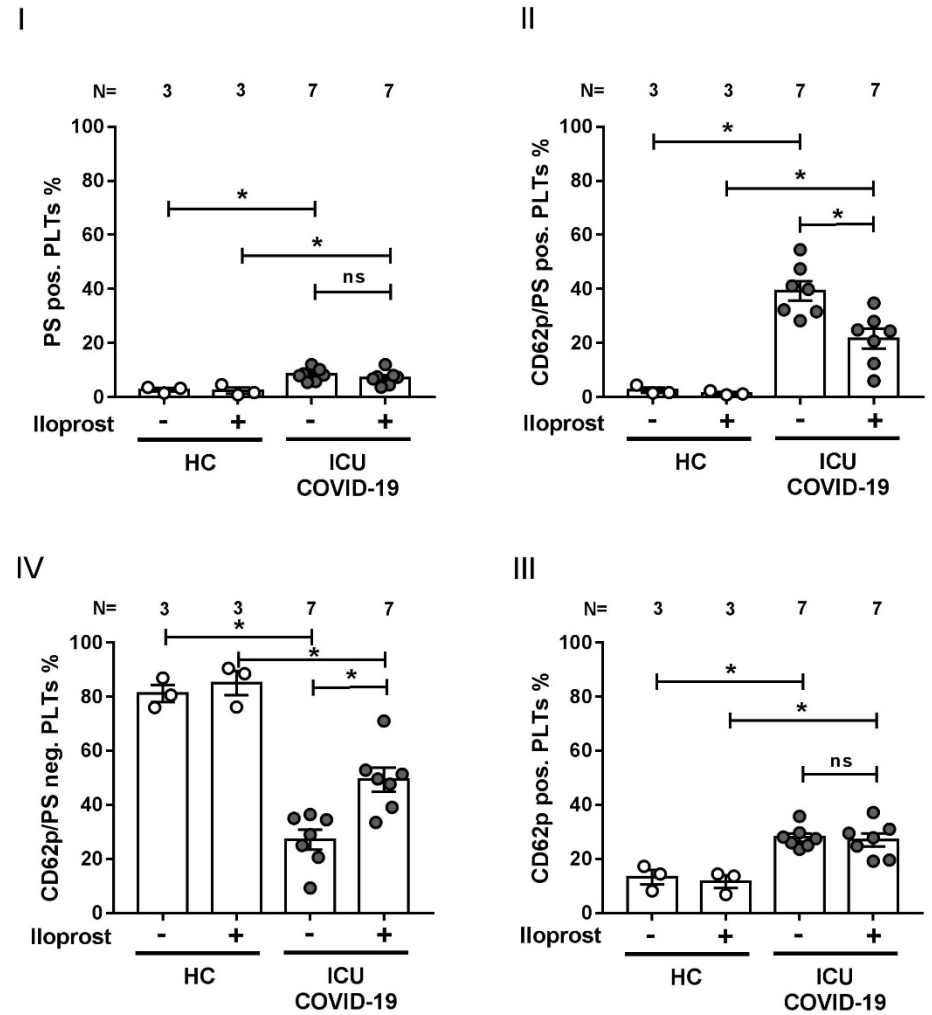 I
N= 3 3 7 7
PS pos. PLTs %
100
80
60
40
20
0
*
*
ns
Iloprost - + - +
HC
ICU
COVID-19
II
N= 3 3 7 7
CD62p/PS pos. PLTs %
100
80
60
40
20
0
*
*
*
Iloprost - + - +
HC
ICU
COVID-19
IV
N= 3 3 7 7
CD62p/PS neg. PLTs %
100
80
60
40
20
0
*
*
*
Iloprost - + - +
HC
ICU
COVID-19
III
N= 3 3 7 7
CD62p pos. PLTs %
100
80
60
40
20
0
*
*
ns
Iloprost - + - +
HC
ICU
COVID-19